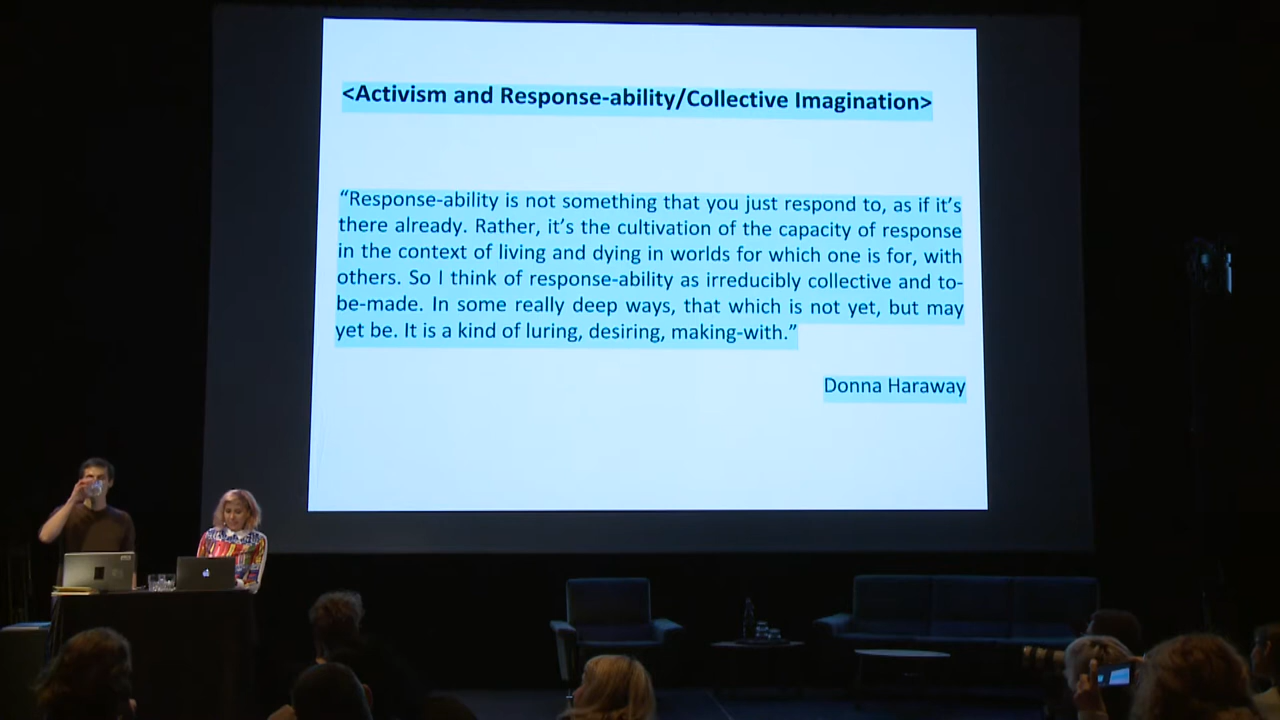 <Activism and Response-ability/Collective Imagination>
“Response-ability is not something that you just respond to, as if it’s
there already. Rather, it’s the cultivation of the capacity of response
in the context of living and dying in worlds for which one is for, with
others. So I think of response-ability as irreducibly collective and to-
be-made. In some really deep ways, that which is not yet, but may
yet be. It is a kind of luring, desiring, making-with.”
Donna Haraway